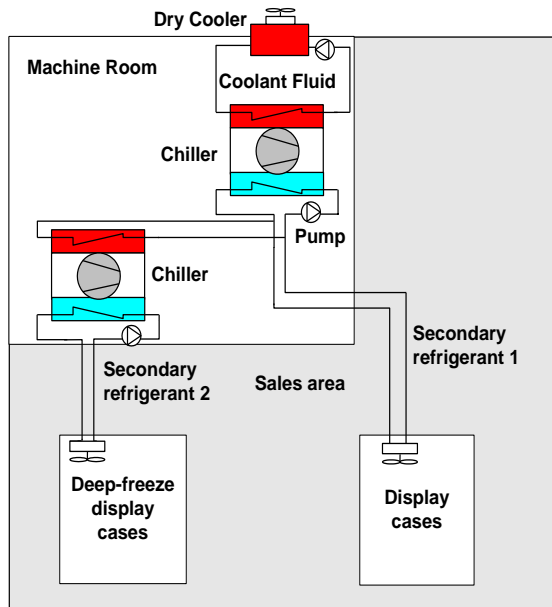 Dry Cooler
Machine Room
Coolant Fluid
Chiller
Pump
Chiller
Secondary
refrigerant 1
Secondary
refrigerant 2
Sales area
Deep-freeze
display
cases
Display
cases